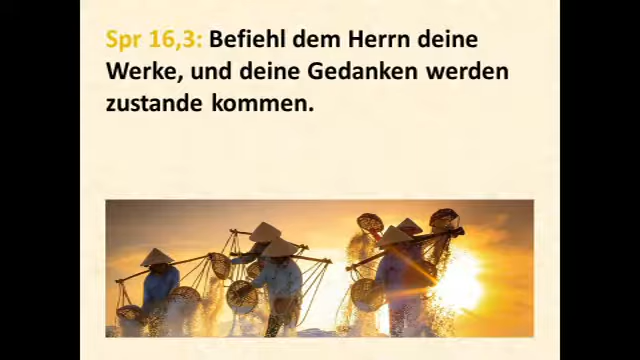 Spr 16,3: Befiehl dem Herrn deine
Werke, und deine Gedanken werden
zustande kommen.